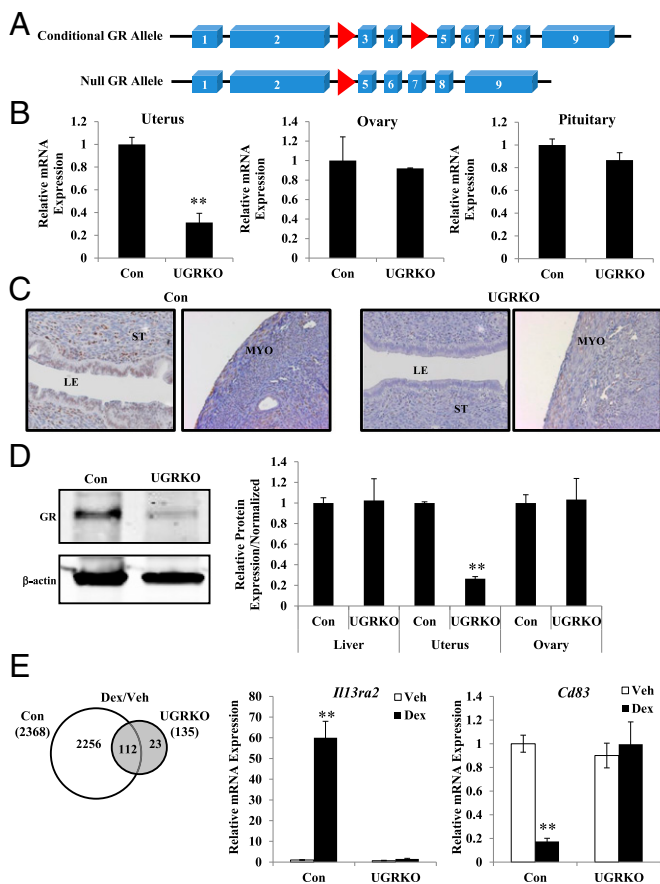 A
Conditional GR Allele
1 2 3 4 5 6 7 8 9
Null GR Allele
1 2 5 6 7 8 9
B
Uterus
Relative mRNA
Expression
1.2
1
0.8
0.6
0.4
0.2
0
**
Con UGRKO
Ovary
Relative mRNA
Expression
1.4
1.2
1
0.8
0.6
0.4
0.2
0
Con UGRKO
Pituitary
Relative mRNA
Expression
1.2
1
0.8
0.6
0.4
0.2
0
Con UGRKO
C
Con
ST
LE
MYO
UGRKO
LE
ST
MYO
D
Con UGRKO
GR
β-actin
Relative Protein
Expression/Normalized
1.4
1.2
1
0.8
0.6
0.4
0.2
0
**
Con UGRKO Con UGRKO Con UGRKO
Liver Uterus Ovary
E
Dex/Veh
Con
(2368)
UGRKO
(135)
2256 112 23
Il13ra2
Veh
Dex
Relative mRNA Expression
80
70
60
50
40
30
20
10
0
**
Con UGRKO
Cd83
Veh
Dex
Relative mRNA Expression
1.4
1.2
1
0.8
0.6
0.4
0.2
0
**
Con UGRKO